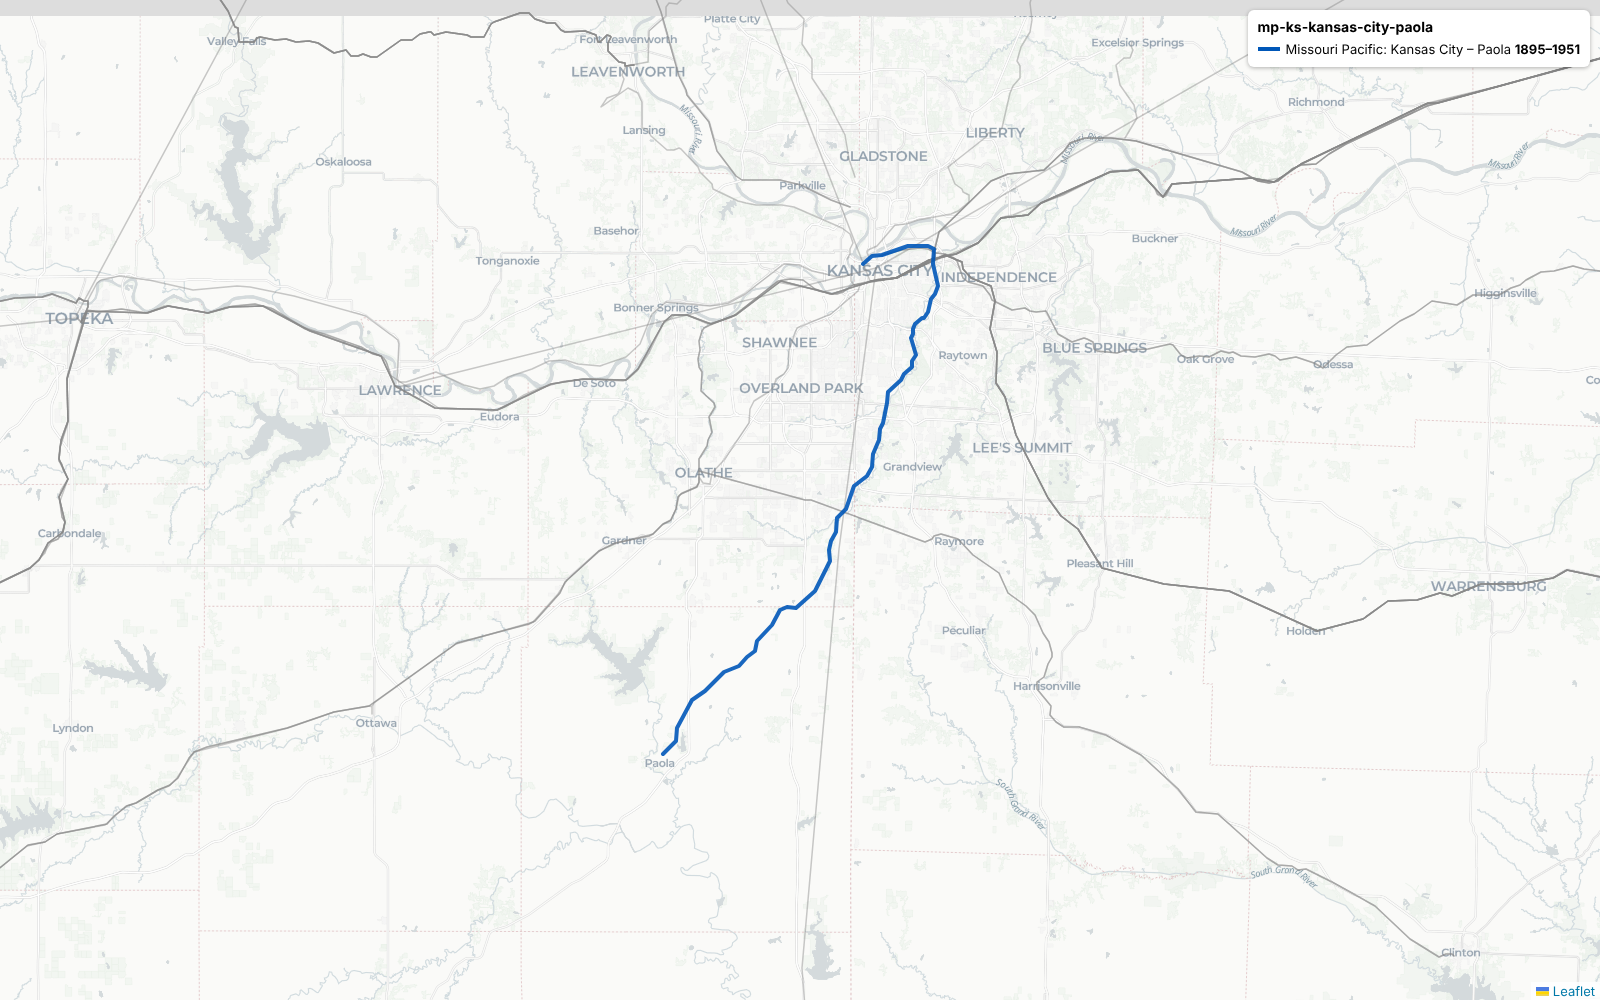 mp-ks-kansas-city-paola
Missouri Pacific: Kansas City – Paola 1895–1951
Platte City
Valley Falls
Fort Leavenworth
Excelsior Springs
LEAVENWORTH
Richmond
Missouri River
Lansing
LIBERTY
Missouri River
Missouri River
GLADSTONE
Oskaloosa
Parkville
Missouri River
Basehor
Buckner
Tonganoxie
KANSAS CITY
INDEPENDENCE
Higginsville
Bonner Springs
TOPEKA
SHAWNEE
BLUE SPRINGS
Raytown
Oak Grove
Odessa
De Soto
Co
LAWRENCE
OVERLAND PARK
Eudora
LEE'S SUMMIT
Grandview
OLATHE
Carbondale
Gardner
Raymore
Pleasant Hill
WARRENSBURG
Peculiar
Holden
Harrisonville
Lyndon
Ottawa
Paola
South Grand River
South Grand River
Clinton
Leaflet